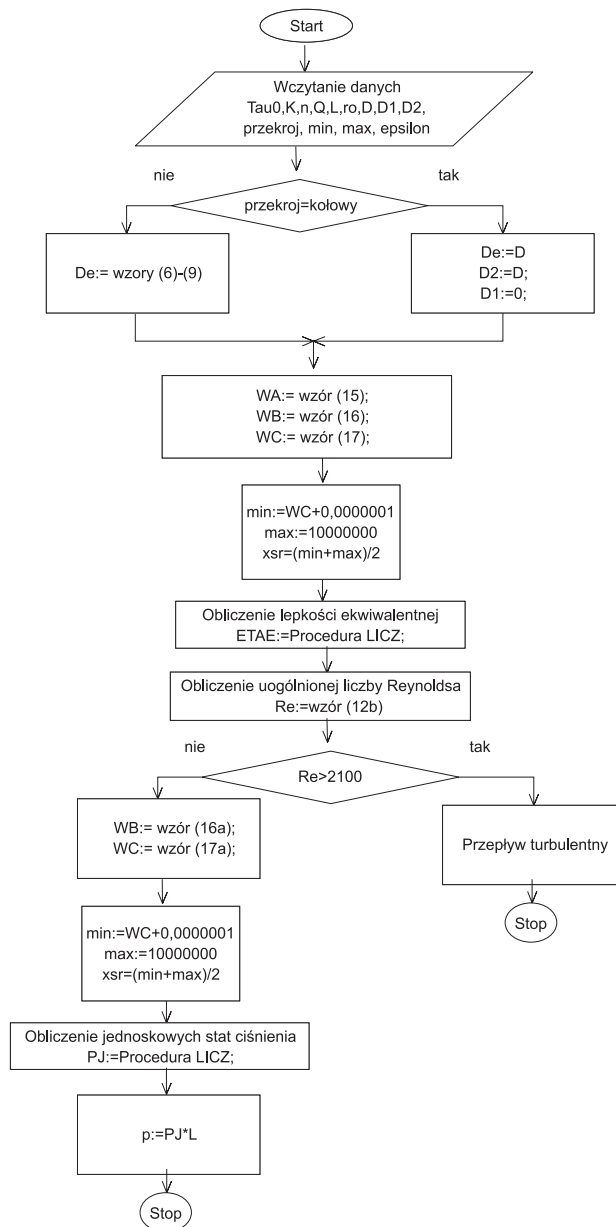 Start
Wczytanie danych
Tau0,K,n,Q,L,ro,D,D1,D2,
przekroj, min, max, epsilon
nie
tak
przekroj=kołowy
De:= wzory (6)-(9)
De:=D
D2:=D;
D1:=0;
WA:= wzór (15);
WB:= wzór (16);
WC:= wzór (17);
min:=WC+0,0000001
max:=10000000
xsr=(min+max)/2
Obliczenie lepkości ekwiwalentnej
ETAE:=Procedura LICZ;
Obliczenie uogólnionej liczby Reynoldsa
Re:=wzór (12b)
nie
tak
Re>2100
WB:= wzór (16a);
WC:= wzór (17a);
Przepływ turbulentny
Stop
min:=WC+0,0000001
max:=10000000
xsr=(min+max)/2
Obliczenie jednoskowych stat ciśnienia
PJ:=Procedura LICZ;
p:=PJ*L
Stop